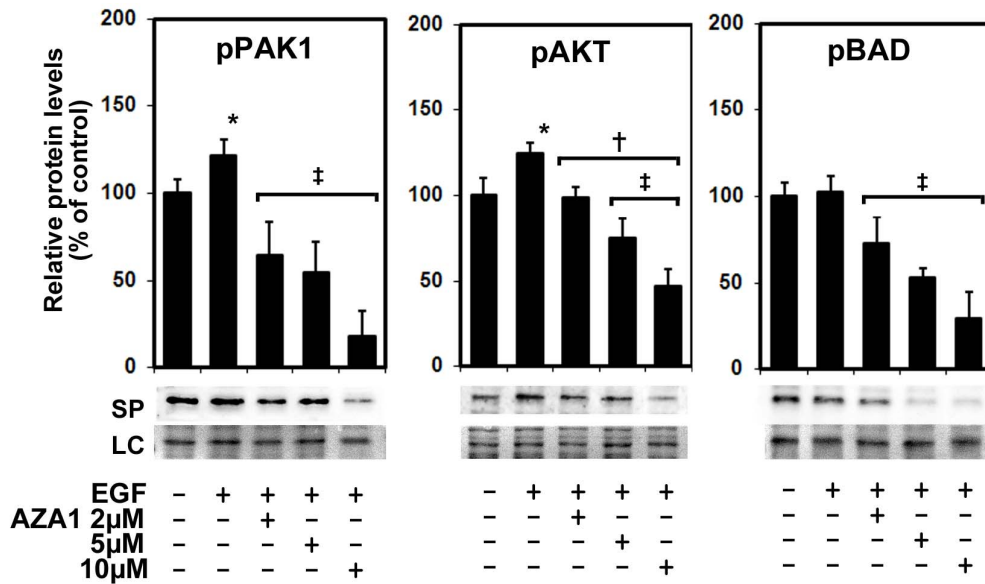 Relative protein levels
(% of control)
200
150
100
50
0
pPAK1
*
‡
200
150
100
50
0
pAKT
*
†
‡
200
150
100
50
0
pBAD
‡
SP
LC
EGF – + + + + – + + + + – + + + +
AZA1 2µM – – + – – – – + – – – – + – –
5µM – – – + – – – – + – – – – + –
10µM – – – – + – – – – + – – – – +